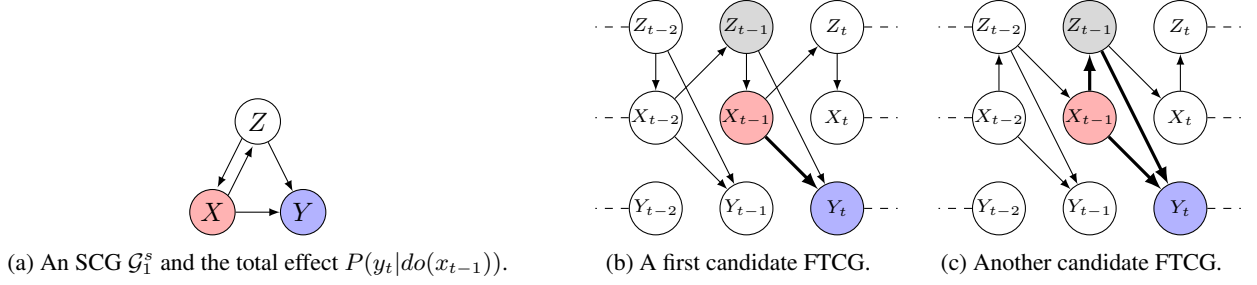 Z
X
Y
(a) An SCG $\mathcal{G}_1^s$ and the total effect $P(y_t|do(x_{t-1}))$.
$Z_{t-2}$ $Z_{t-1}$ $Z_t$
$X_{t-2}$ $X_{t-1}$ $X_t$
$Y_{t-2}$ $Y_{t-1}$ $Y_t$
(b) A first candidate FTCG.
$Z_{t-2}$ $Z_{t-1}$ $Z_t$
$X_{t-2}$ $X_{t-1}$ $X_t$
$Y_{t-2}$ $Y_{t-1}$ $Y_t$
(c) Another candidate FTCG.